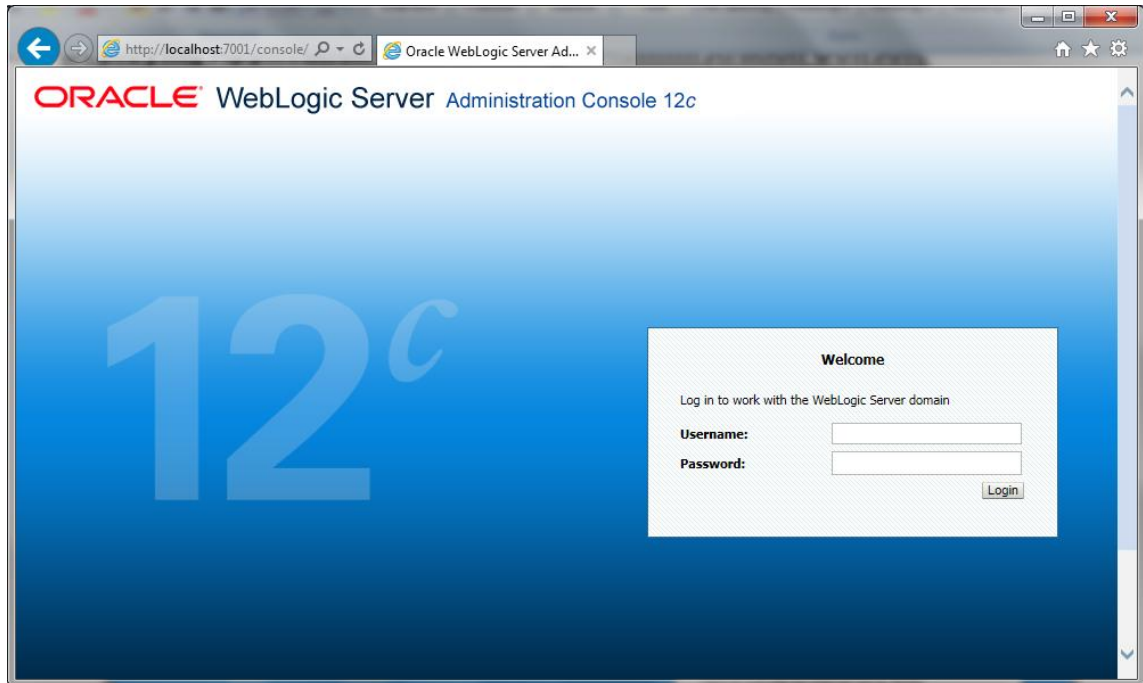 http://localhost:7001/console/
Oracle WebLogic Server Ad...
ORACLE WebLogic Server Administration Console 12c
12c
Welcome
Log in to work with the WebLogic Server domain
Username:
Password:
Login